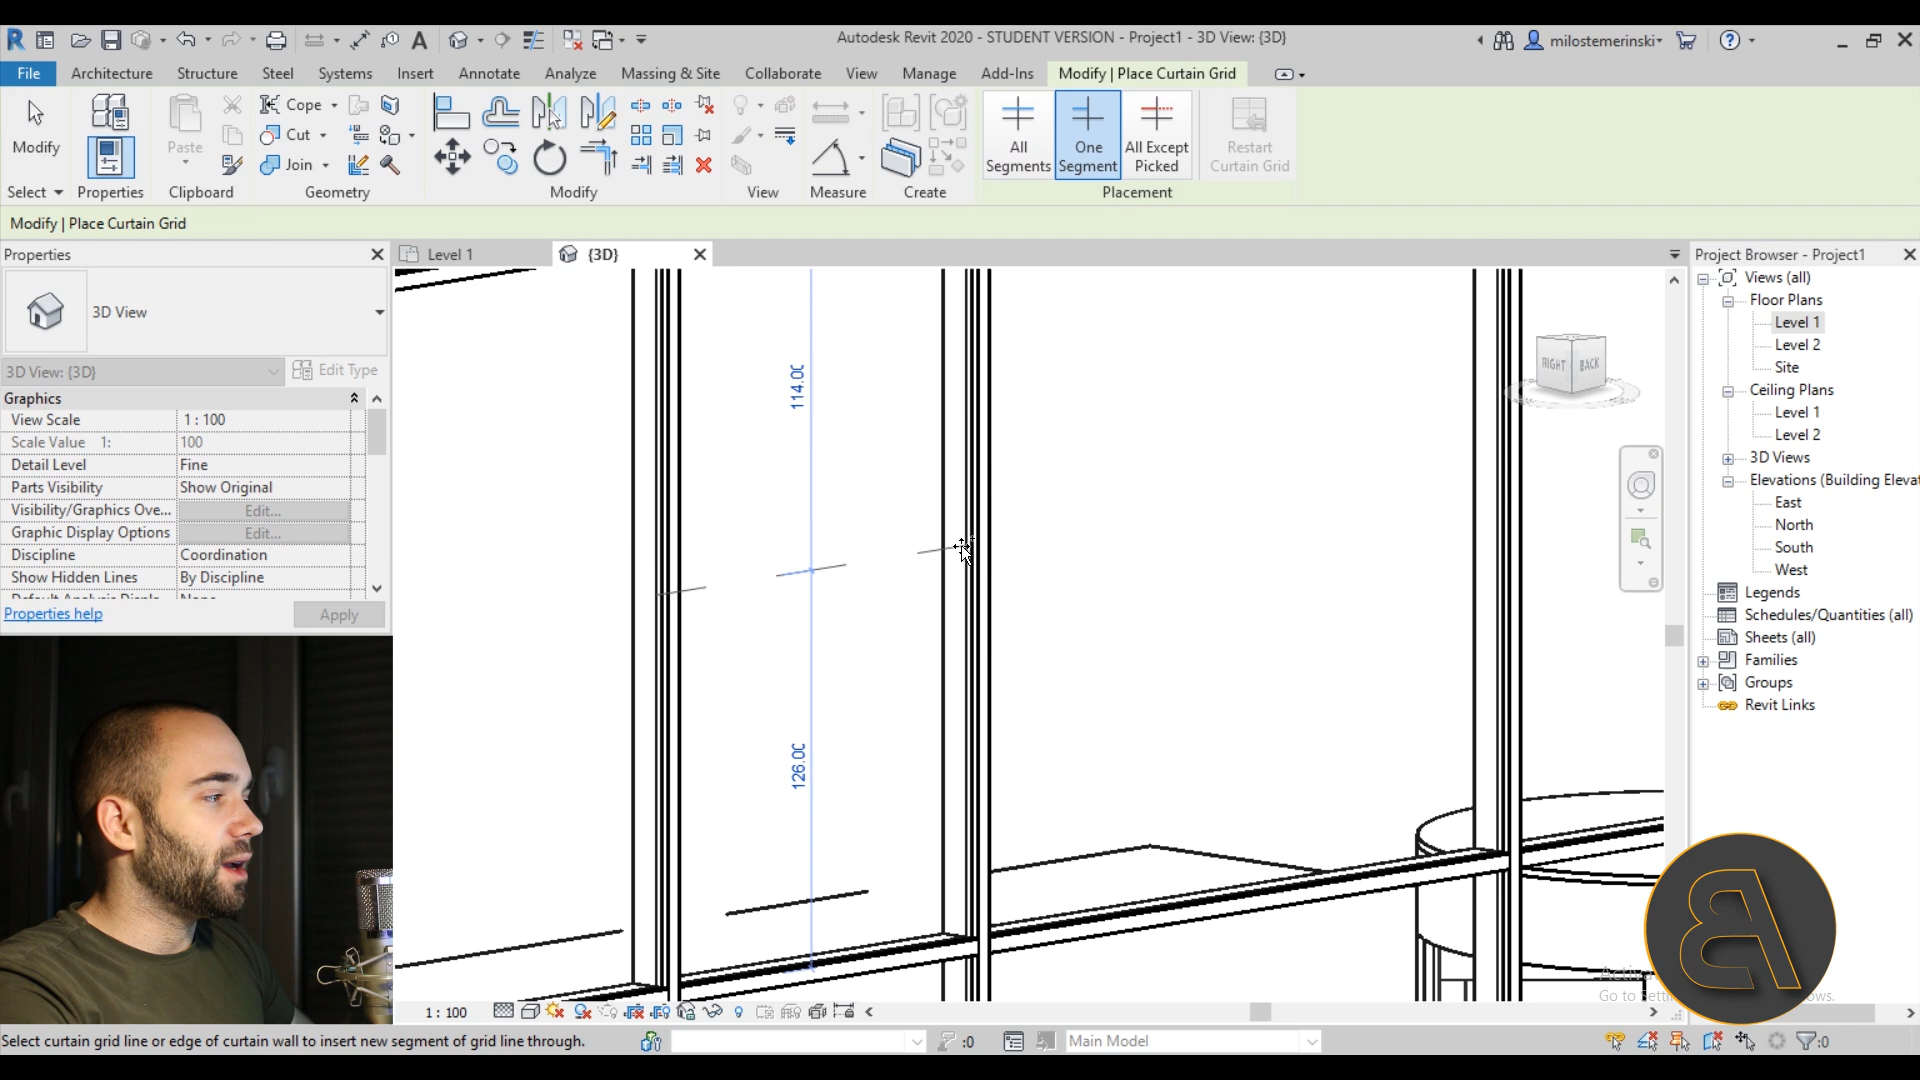 Autodesk Revit 2020 - STUDENT VERSION - Project1 - 3D View: {3D}
milostemerinski
File Architecture Structure Steel Systems Insert Annotate Analyze Massing & Site Collaborate View Manage Add-Ins Modify | Place Curtain Grid
Modify
Paste
Cope
Cut
Join
All Segments
One Segment
All Except Picked
Restart Curtain Grid
Select Properties Clipboard Geometry Modify View Measure Create Placement
Modify | Place Curtain Grid
Properties
Level 1
{3D}
Project Browser - Project1
3D View
3D View: {3D}
Edit Type
Graphics
View Scale 1 : 100
Scale Value 1: 100
Detail Level Fine
Parts Visibility Show Original
Visibility/Graphics Ove... Edit...
Graphic Display Options Edit...
Discipline Coordination
Show Hidden Lines By Discipline
Properties help
Apply
114.0
126.0
RIGHT BACK
Views (all)
Floor Plans
Level 1
Level 2
Site
Ceiling Plans
Level 1
Level 2
3D Views
Elevations (Building Eleva
East
North
South
West
Legends
Schedules/Quantities (all)
Sheets (all)
Families
Groups
Revit Links
1 : 100
Select curtain grid line or edge of curtain wall to insert new segment of grid line through.
:0
Main Model
:0